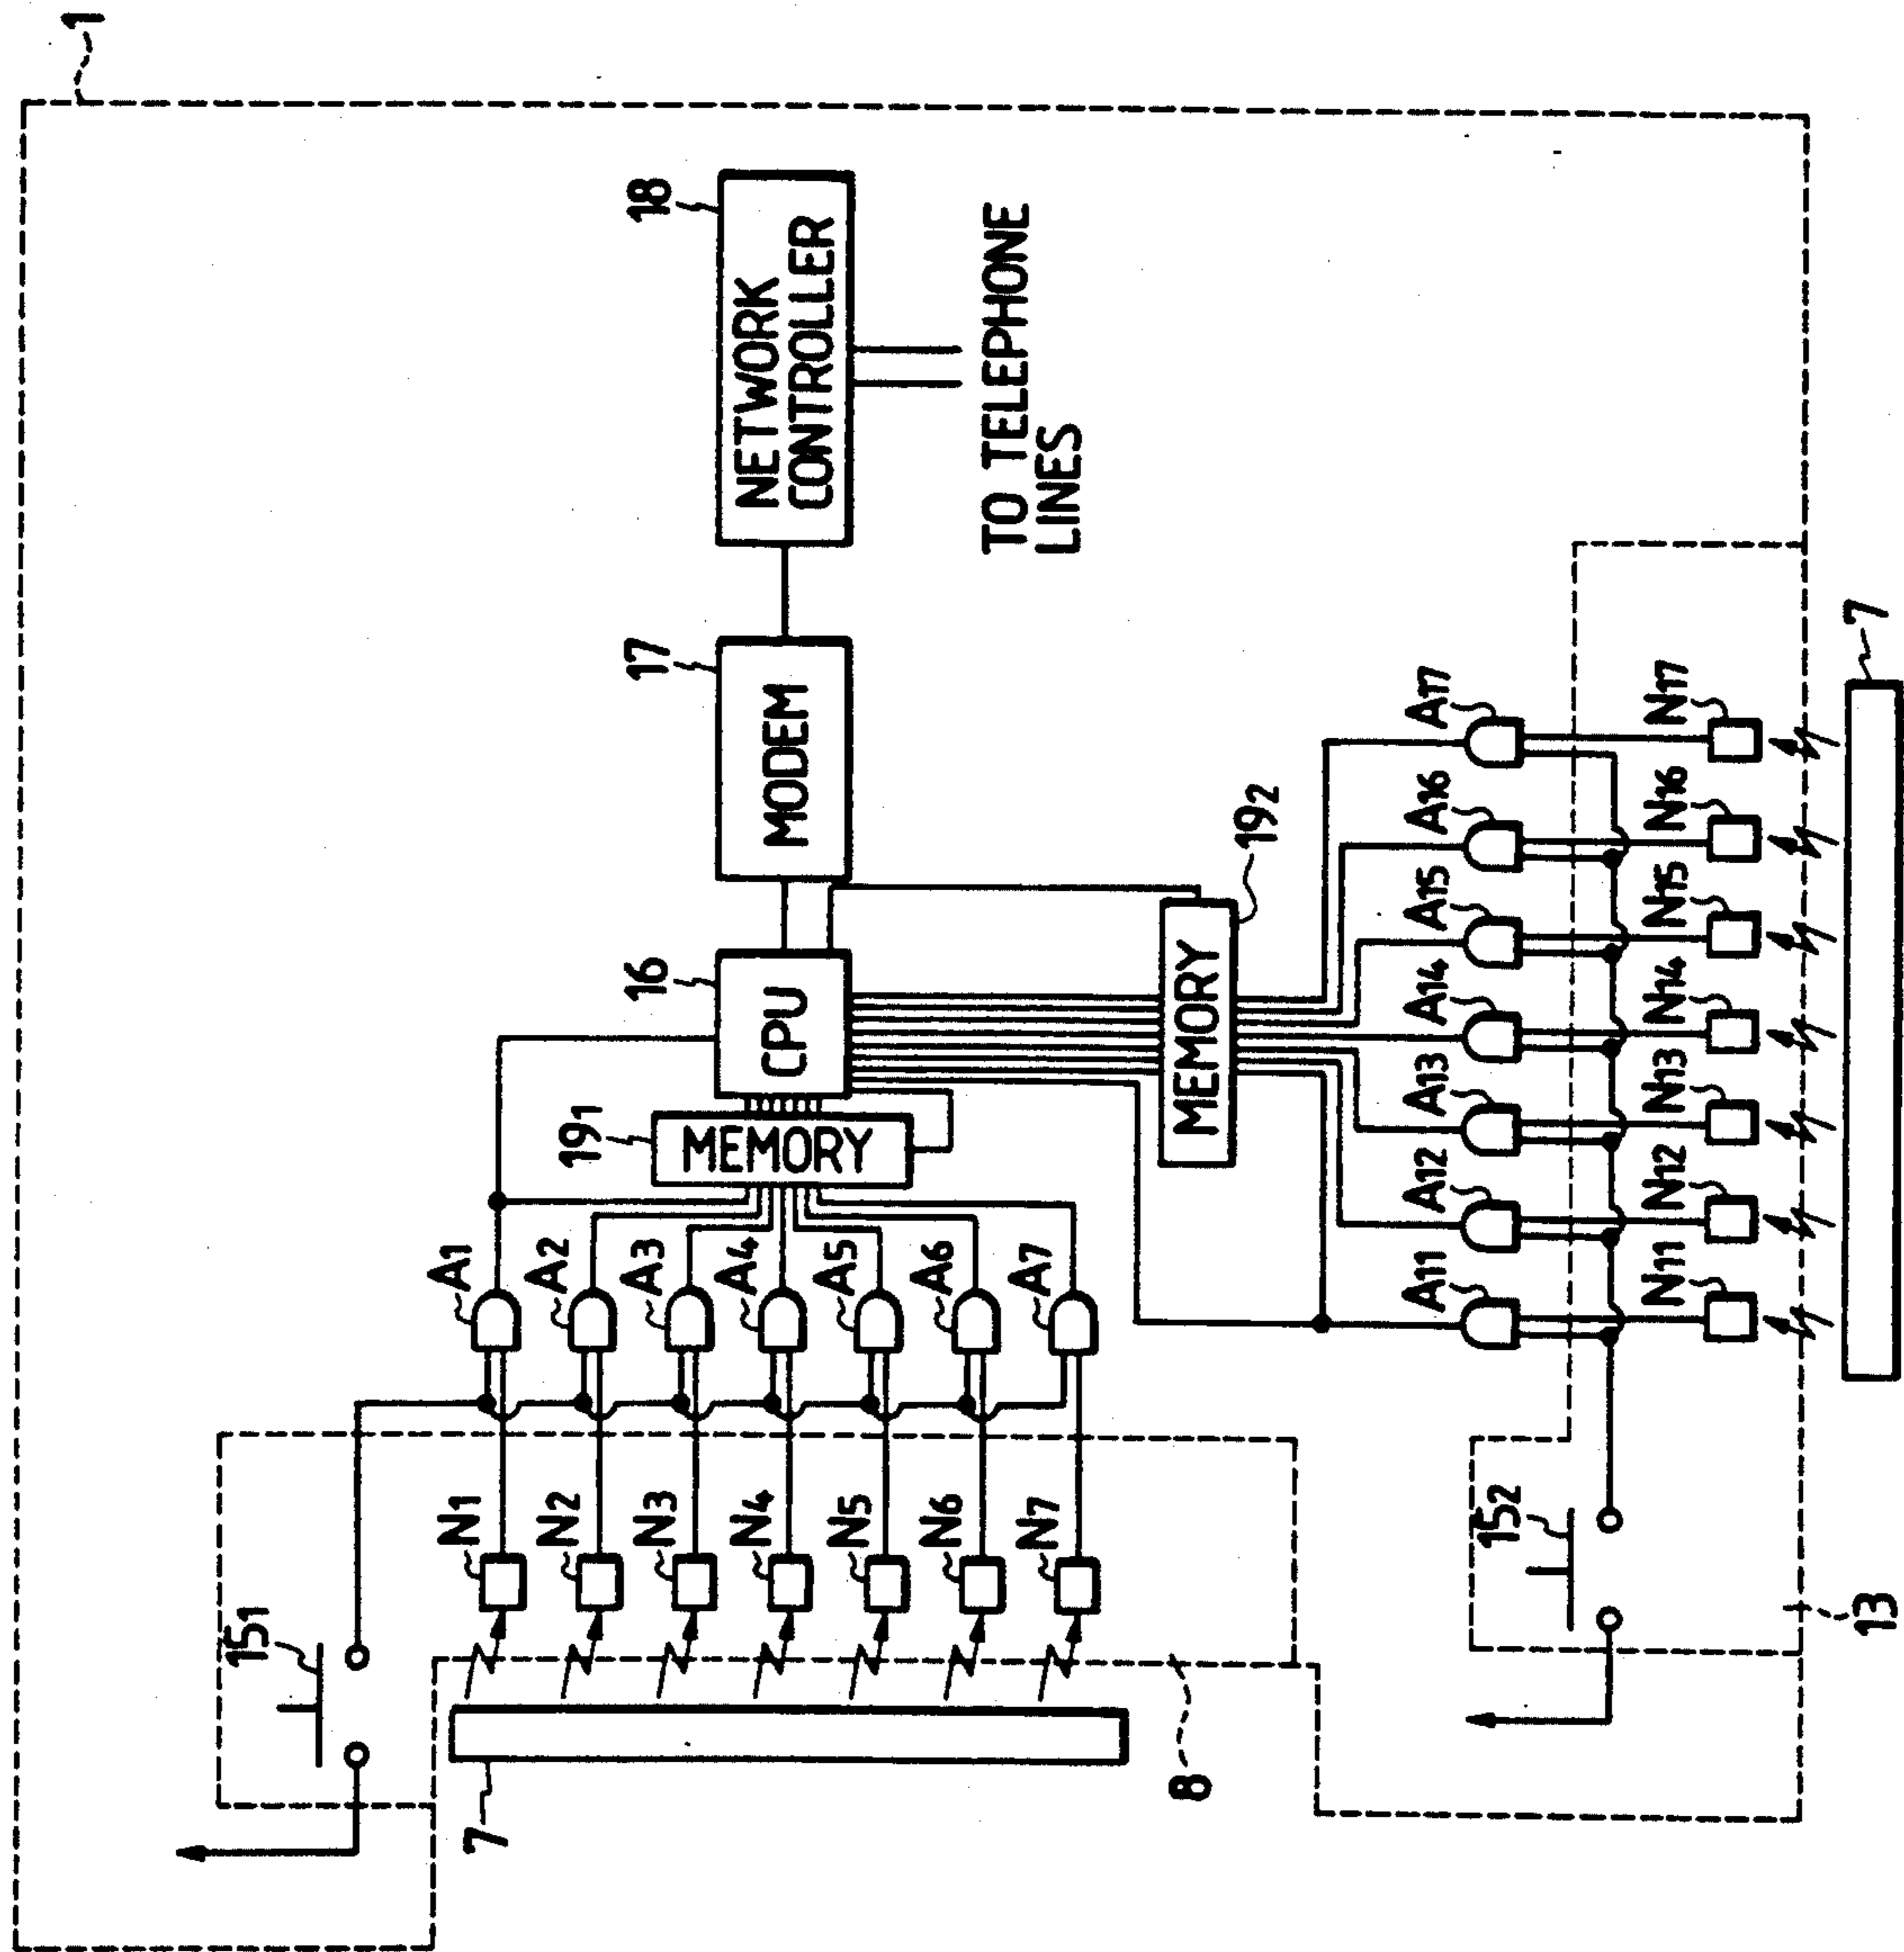 1
18
NETWORK
CONTROLLER
TO TELEPHONE
LINES
17
MODEM
16
CPU
19₁
MEMORY
19₂
MEMORY
A1
A2
A3
A4
A5
A6
A7
N1
N2
N3
N4
N5
N6
N7
15₁
7
8
A11
A12
A13
A14
A15
A16
A17
N11
N12
N13
N14
N15
N16
N17
15₂
13
7